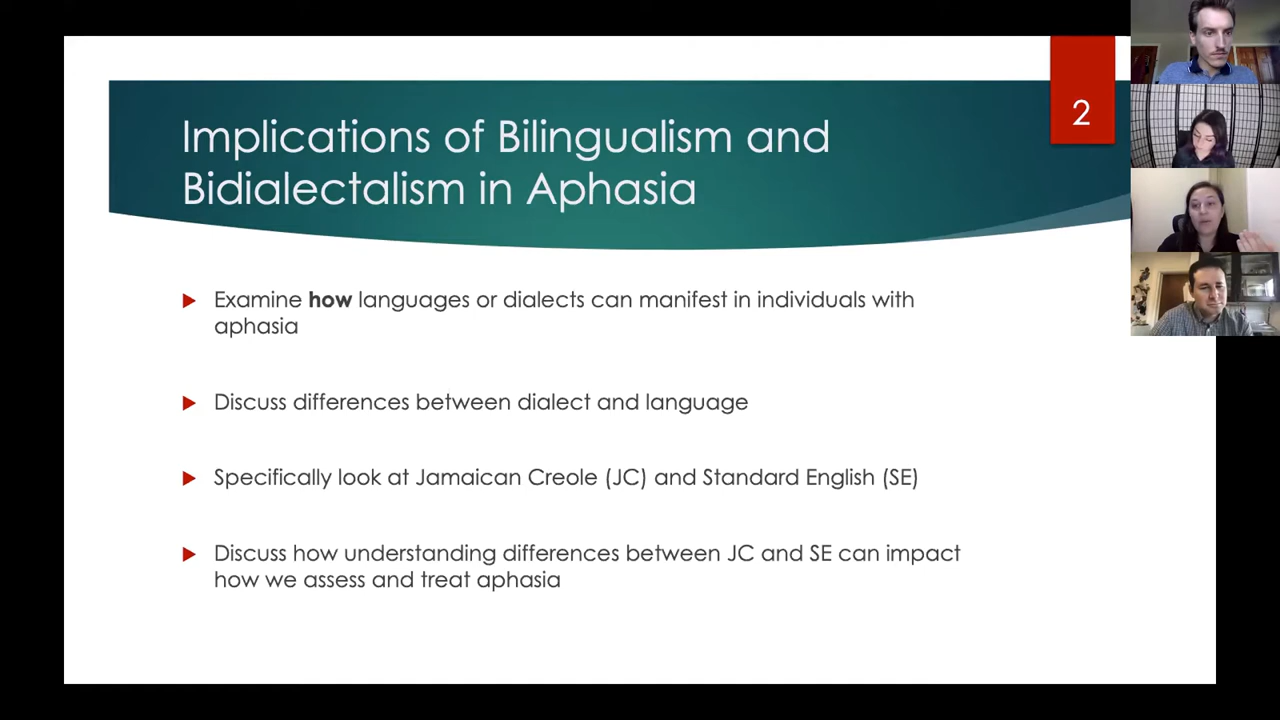 2
Implications of Bilingualism and
Bidialectalism in Aphasia
Examine how languages or dialects can manifest in individuals with
aphasia
Discuss differences between dialect and language
Specifically look at Jamaican Creole (JC) and Standard English (SE)
Discuss how understanding differences between JC and SE can impact
how we assess and treat aphasia